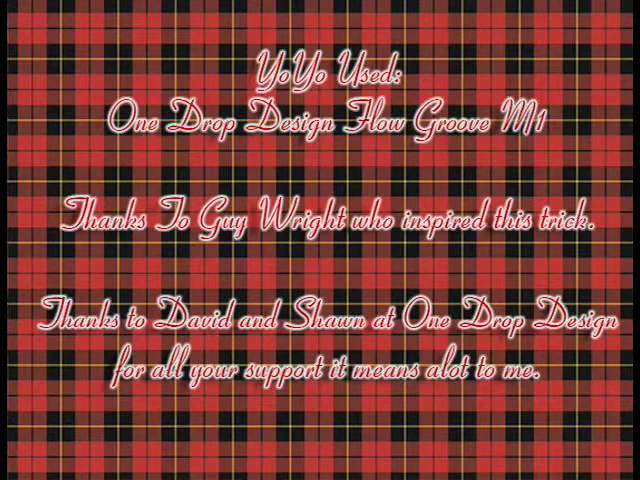 YoYo Used:
One Drop Design Flow Groove M1
Thanks To Guy Wright who inspired this trick.
Thanks to David and Shawn at One Drop Design
for all your support it means alot to me.